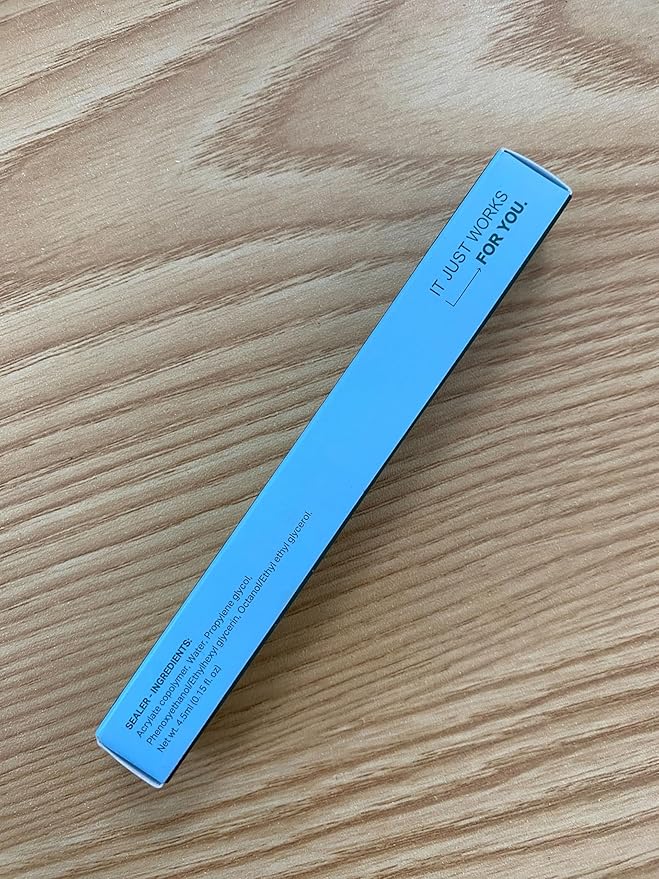 IT JUST WORKS
FOR YOU.
SEALER - INGREDIENTS:
Acrylate copolymer, Water, Propylene glycol,
Phenoxyethanol/Ethylhexyl glycerin, Octanol/Ethyl ethyl glycerol.
Net wt. 4.5ml (0.15 fl. oz)